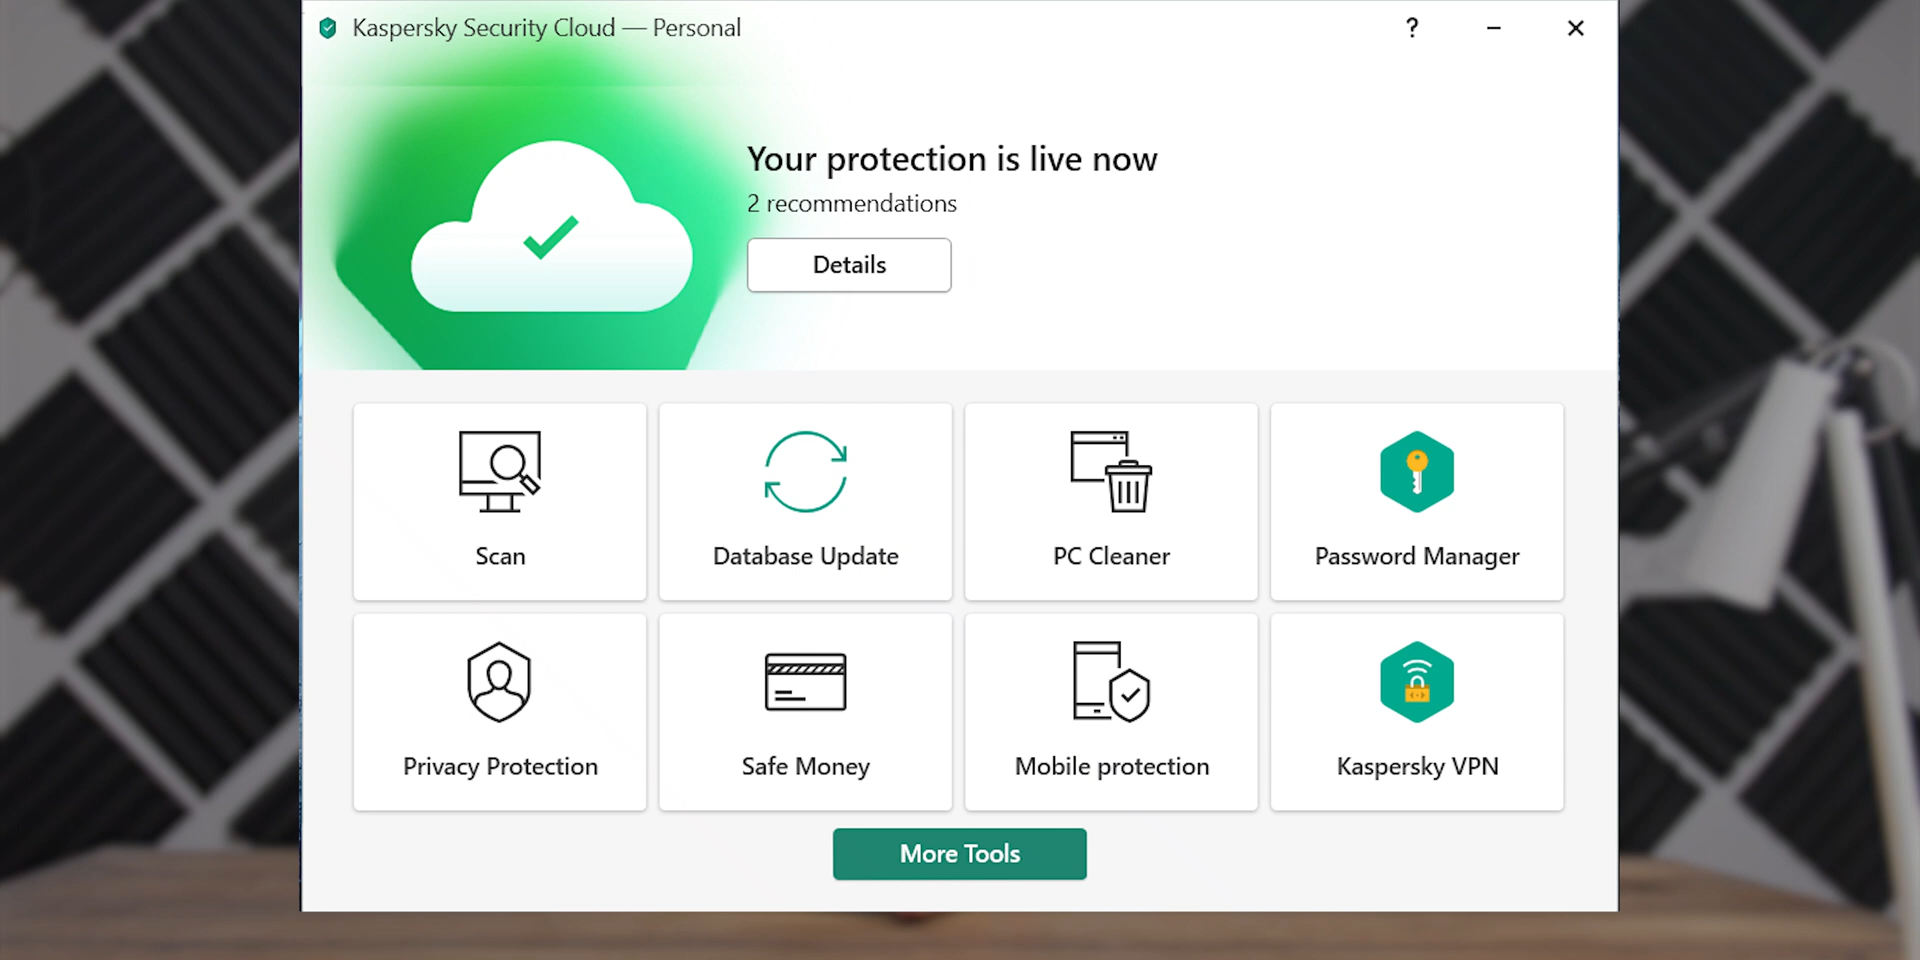 Kaspersky Security Cloud — Personal
?
Your protection is live now
2 recommendations
Details
Scan
Database Update
PC Cleaner
Password Manager
Privacy Protection
Safe Money
Mobile protection
Kaspersky VPN
More Tools